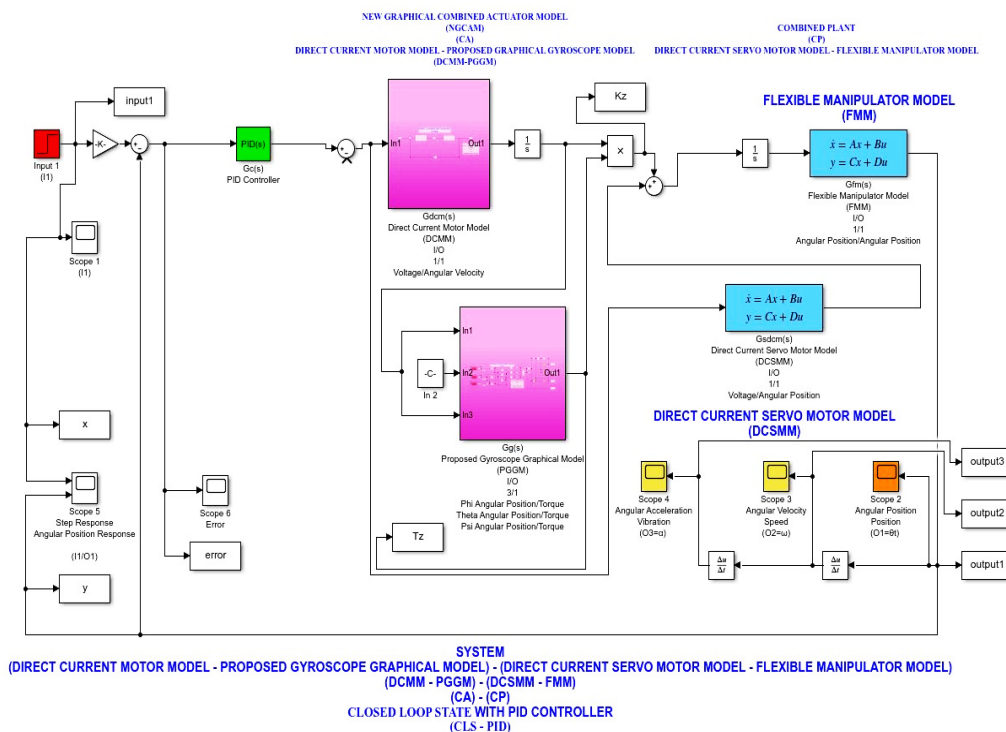 NEW GRAPHICAL COMBINED ACTUATOR MODEL
(NGCAM)
(CA)
DIRECT CURRENT MOTOR MODEL - PROPOSED GRAPHICAL GYROSCOPE MODEL
(DCMM-PGGM)
COMBINED PLANT
(CP)
DIRECT CURRENT SERVO MOTOR MODEL - FLEXIBLE MANIPULATOR MODEL
input1
Input 1
(I1)
-K-
PID(s)
Gc(s)
PID Controller
In1
Out1
Gdcm(s)
Direct Current Motor Model
(DCMM)
I/O
1/1
Voltage/Angular Velocity
1
s
Kz
×
FLEXIBLE MANIPULATOR MODEL
(FMM)
1
s
ẋ = Ax + Bu
y = Cx + Du
Gfm(s)
Flexible Manipulator Model
(FMM)
I/O
1/1
Angular Position/Angular Position
Scope 1
(I1)
In1
In2
In3
Out1
-C-
In 2
Gg(s)
Proposed Gyroscope Graphical Model
(PGGM)
I/O
3/1
Phi Angular Position/Torque
Theta Angular Position/Torque
Psi Angular Position/Torque
ẋ = Ax + Bu
y = Cx + Du
Gsdcm(s)
Direct Current Servo Motor Model
(DCSMM)
I/O
1/1
Voltage/Angular Position
DIRECT CURRENT SERVO MOTOR MODEL
(DCSMM)
x
Scope 5
Step Response
Angular Position Response
(I1/O1)
y
Scope 6
Error
error
Tz
Scope 4
Angular Acceleration
Vibration
(O3=α)
Scope 3
Angular Velocity
Speed
(O2=ω)
Scope 2
Angular Position
Position
(O1=θt)
output3
output2
output1
Δu
Δt
Δu
Δt
SYSTEM
(DIRECT CURRENT MOTOR MODEL - PROPOSED GYROSCOPE GRAPHICAL MODEL) - (DIRECT CURRENT SERVO MOTOR MODEL - FLEXIBLE MANIPULATOR MODEL)
(DCMM - PGGM) - (DCSMM - FMM)
(CA) - (CP)
CLOSED LOOP STATE WITH PID CONTROLLER
(CLS - PID)